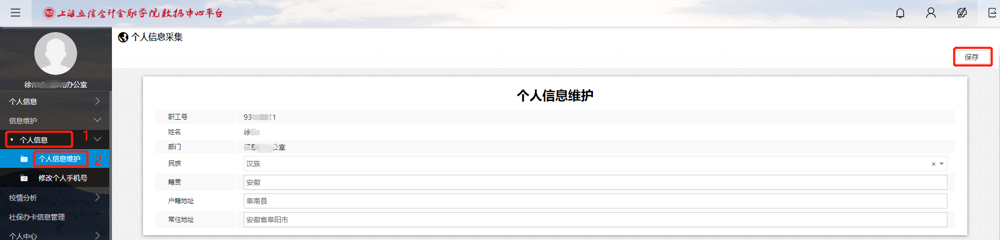 上海立信会计金融学院数据中心平台
个人信息采集
保存
徐 办公室
个人信息
信息维护
个人信息 1
个人信息维护 2
修改个人手机号
校情分析
社保办卡信息管理
个人中心
个人信息维护
职工号 93 11
姓名 徐
部门 信息 公室
民族 汉族 ×
籍贯 安徽
户籍地址 阜南县
常住地址 安徽省阜阳市